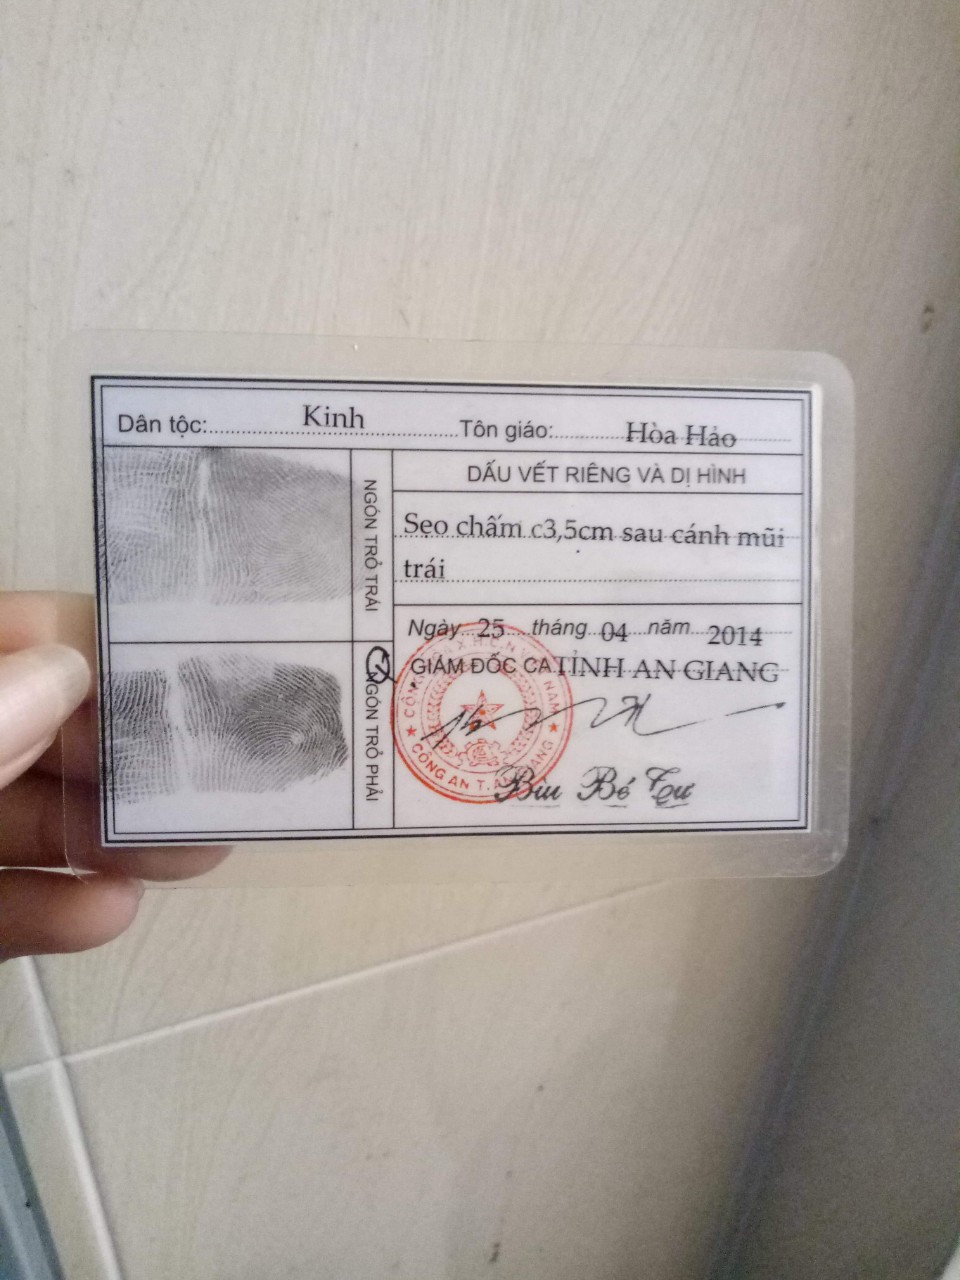 Dân tộc: Kinh Tôn giáo: Hòa Hảo
NGÓN TRỎ TRÁI
DẤU VẾT RIÊNG VÀ DỊ HÌNH
Sẹo chấm c3,5cm sau cánh mũi
trái
NGÓN TRỎ PHẢI
Ngày 25 tháng 04 năm 2014
GIÁM ĐỐC CA TỈNH AN GIANG
CÔNG AN T. AN GIANG
Bùi Bé Tư